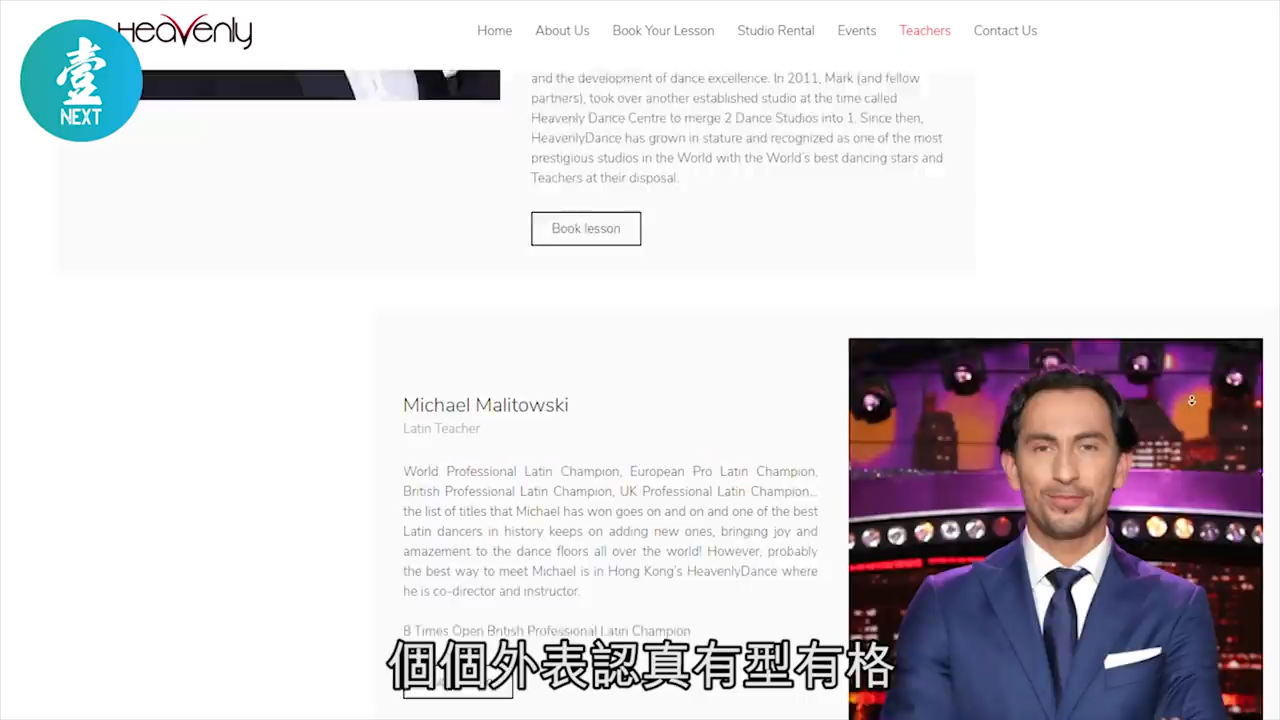 壹
NEXT
Heavenly
Home About Us Book Your Lesson Studio Rental Events Teachers Contact Us
and the development of dance excellence. In 2011, Mark (and fellow
partners), took over another established studio at the time called
Heavenly Dance Centre to merge 2 Dance Studios into 1. Since then,
HeavenlyDance has grown in stature and recognized as one of the most
prestigious studios in the World with the World's best dancing stars and
Teachers at their disposal.
Book lesson
Michael Malitowski
Latin Teacher
World Professional Latin Champion, European Pro Latin Champion,
British Professional Latin Champion, UK Professional Latin Champion...
the list of titles that Michael has won goes on and on and one of the best
Latin dancers in history keeps on adding new ones, bringing joy and
amazement to the dance floors all over the world! However, probably
the best way to meet Michael is in Hong Kong's HeavenlyDance where
he is co-director and instructor.
8 Times Open British Professional Latin Champion
個個外表認真有型有格